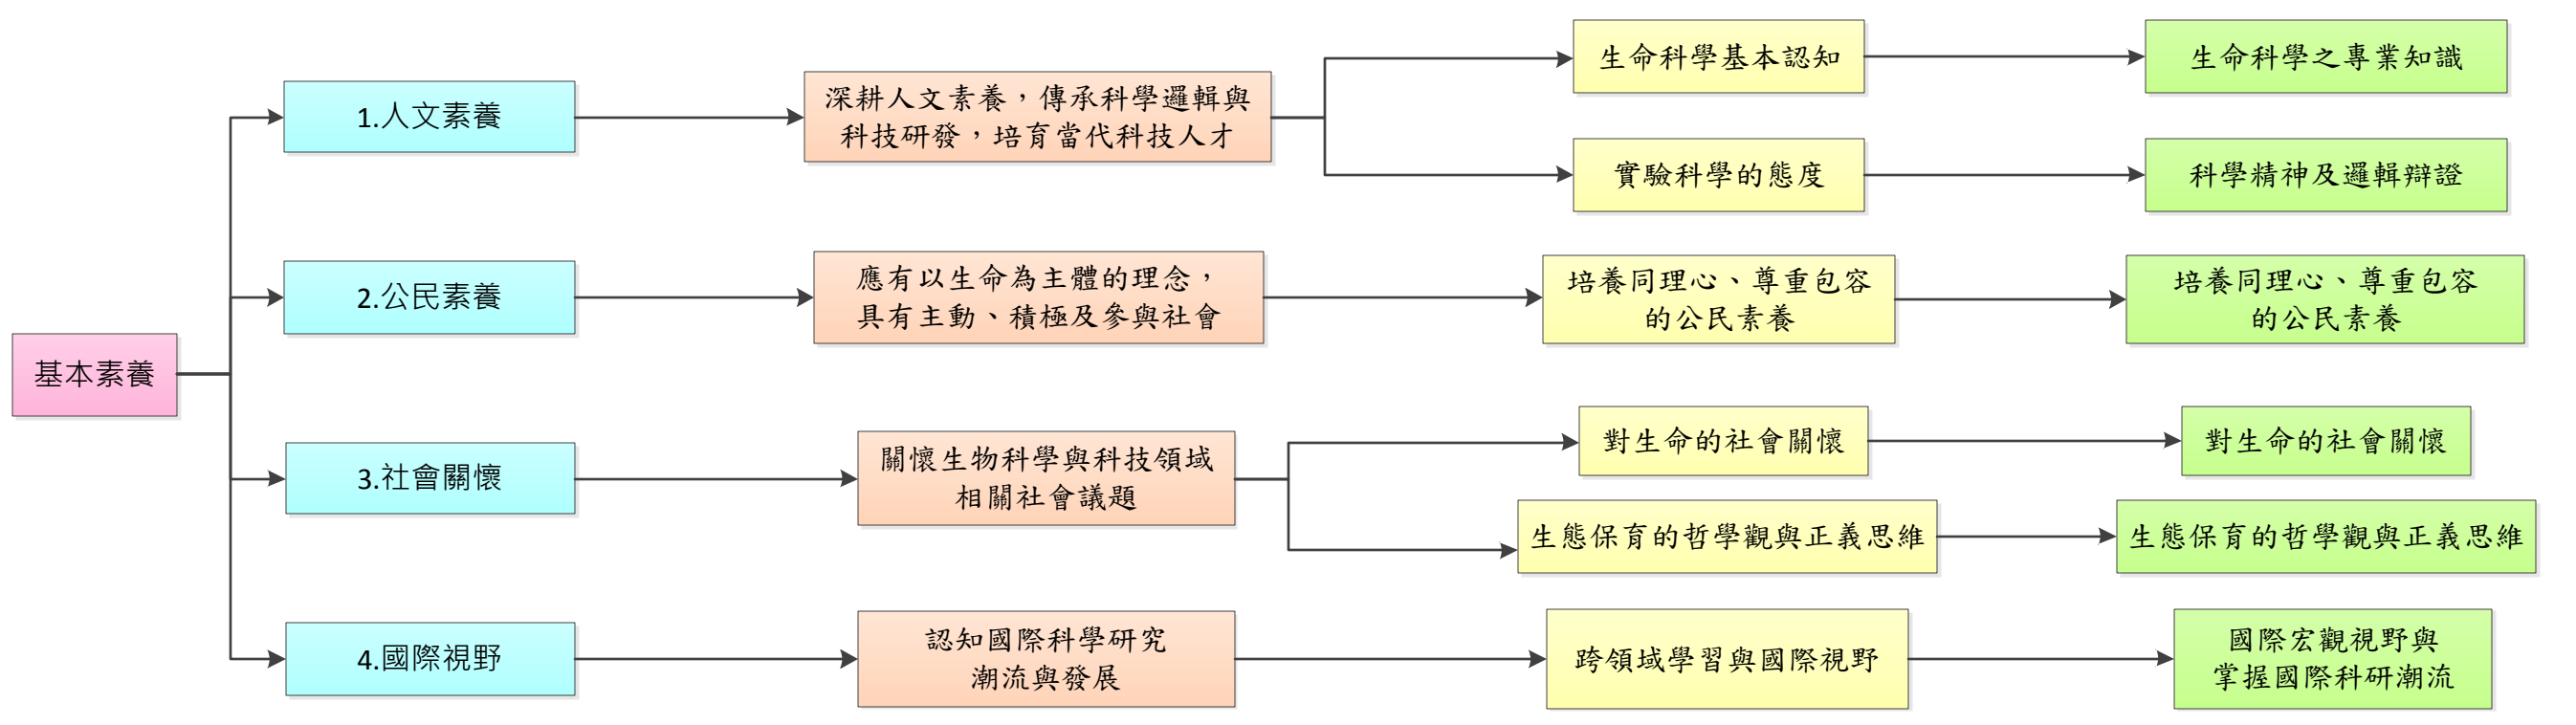 基本素養
1.人文素養
深耕人文素養，傳承科學邏輯與
科技研發，培育當代科技人才
生命科學基本認知
生命科學之專業知識
實驗科學的態度
科學精神及邏輯辯證
2.公民素養
應有以生命為主體的理念，
具有主動、積極及參與社會
培養同理心、尊重包容
的公民素養
培養同理心、尊重包容
的公民素養
3.社會關懷
關懷生物科學與科技領域
相關社會議題
對生命的社會關懷
對生命的社會關懷
生態保育的哲學觀與正義思維
生態保育的哲學觀與正義思維
4.國際視野
認知國際科學研究
潮流與發展
跨領域學習與國際視野
國際宏觀視野與
掌握國際科研潮流